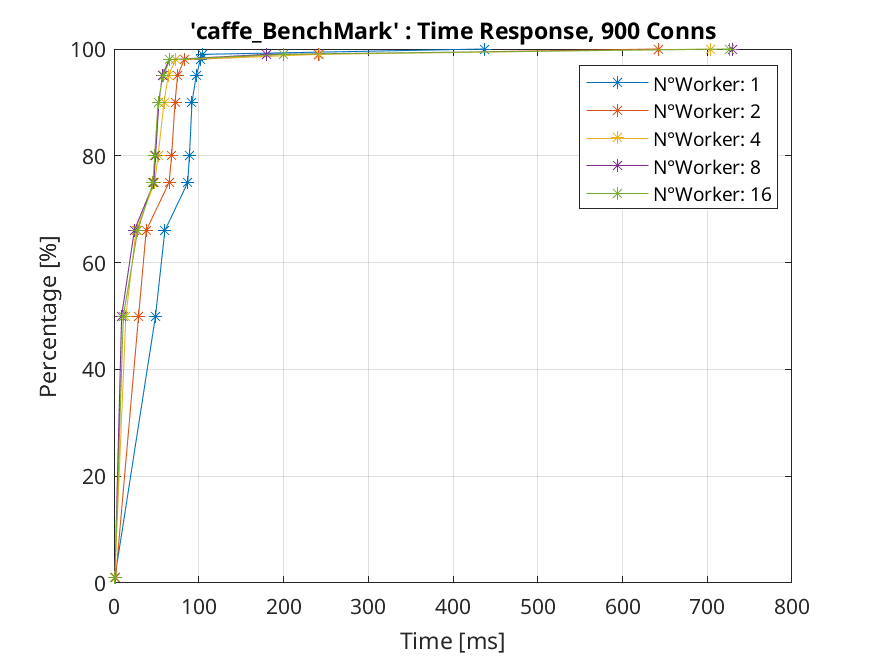 'caffe_BenchMark' : Time Response, 900 Conns
100
80
60
40
20
0
Percentage [%]
N°Worker: 1
N°Worker: 2
N°Worker: 4
N°Worker: 8
N°Worker: 16
0 100 200 300 400 500 600 700 800
Time [ms]